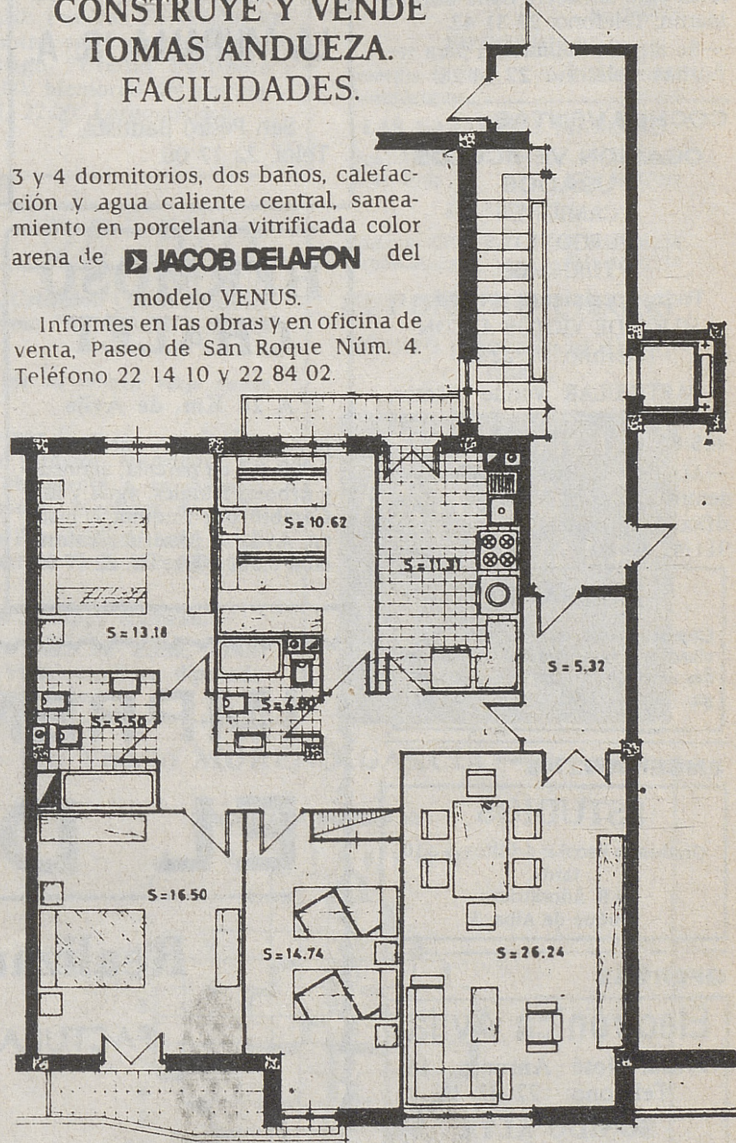 CONSTRUYE Y VENDE
TOMAS ANDUEZA.
FACILIDADES.
3 y 4 dormitorios, dos baños, calefac-
ción y agua caliente central, sanea-
miento en porcelana vitrificada color
arena de JACOB DELAFON del
modelo VENUS.
Informes en las obras y en oficina de
venta, Paseo de San Roque Núm. 4.
Teléfono 22 14 10 y 22 84 02.
S=10.62
S=11.31
S=13.18
S=5.32
S=4.80
S=5.50
S=16.50
S=14.74
S=26.24